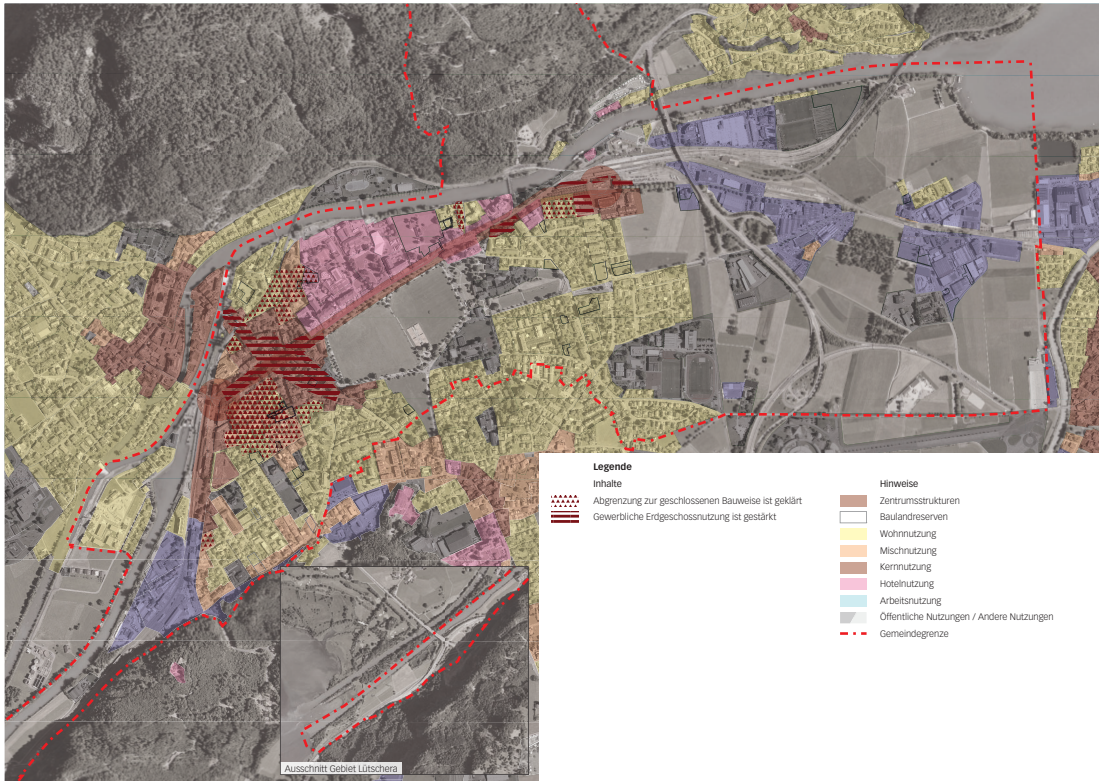 Legende
Inhalte
Abgrenzung zur geschlossenen Bauweise ist geklärt
Gewerbliche Erdgeschossnutzung ist gestärkt
Hinweise
Zentrumsstrukturen
Baulandreserven
Wohnnutzung
Mischnutzung
Kernnutzung
Hotelnutzung
Arbeitsnutzung
Öffentliche Nutzungen / Andere Nutzungen
Gemeindegrenze
Ausschnitt Gebiet Lütschera